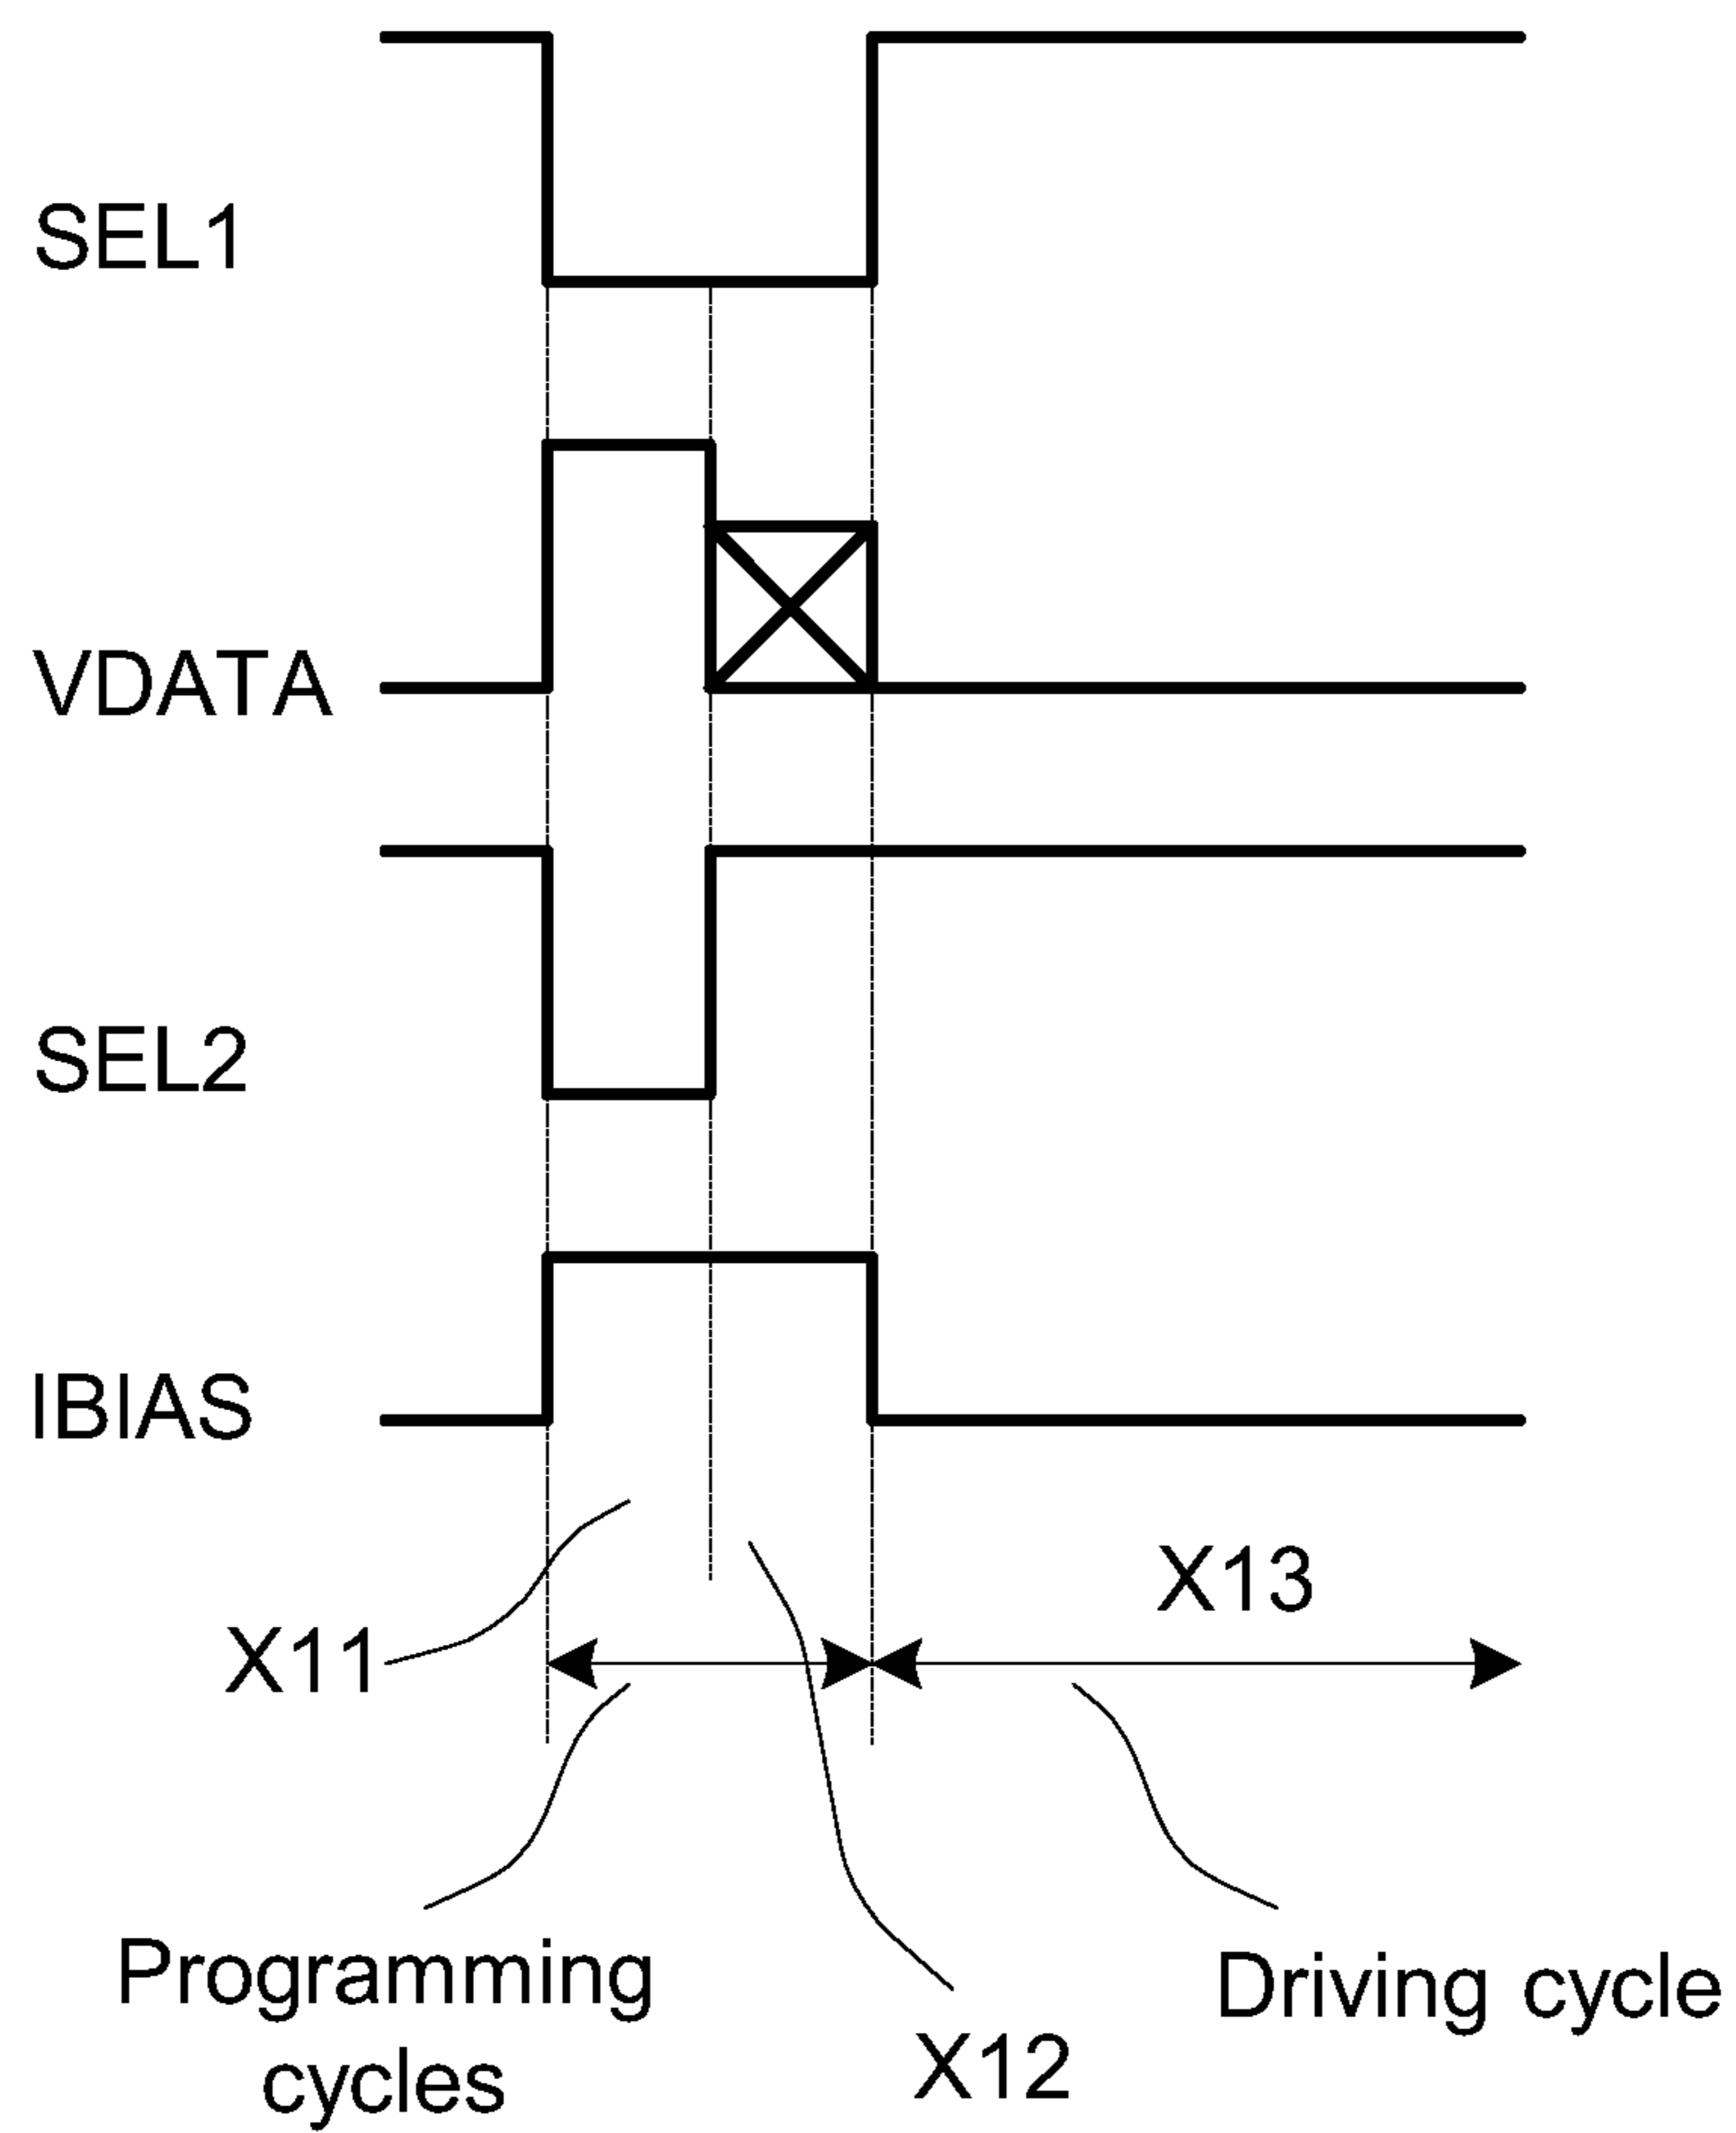 SEL1
VDATA
SEL2
IBIAS
X13
X11
Programming
cycles
Driving cycle
X12